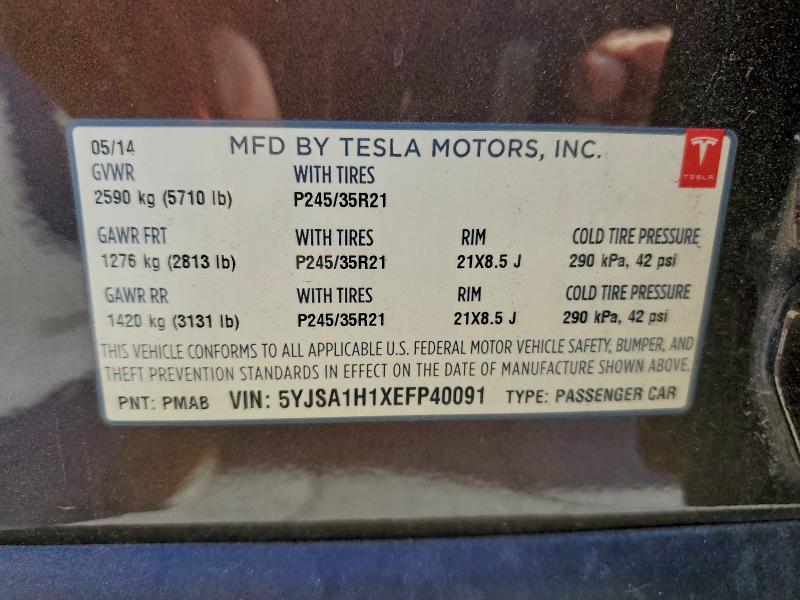 05/14 MFD BY TESLA MOTORS, INC.
TESLA
GVWR WITH TIRES
2590 kg (5710 lb) P245/35R21
GAWR FRT WITH TIRES RIM COLD TIRE PRESSURE
1276 kg (2813 lb) P245/35R21 21X8.5 J 290 kPa, 42 psi
GAWR RR WITH TIRES RIM COLD TIRE PRESSURE
1420 kg (3131 lb) P245/35R21 21X8.5 J 290 kPa, 42 psi
THIS VEHICLE CONFORMS TO ALL APPLICABLE U.S. FEDERAL MOTOR VEHICLE SAFETY, BUMPER, AND
THEFT PREVENTION STANDARDS IN EFFECT ON THE DATE OF MANUFACTURE SHOWN ABOVE.
PNT: PMAB VIN: 5YJSA1H1XEFP40091 TYPE: PASSENGER CAR